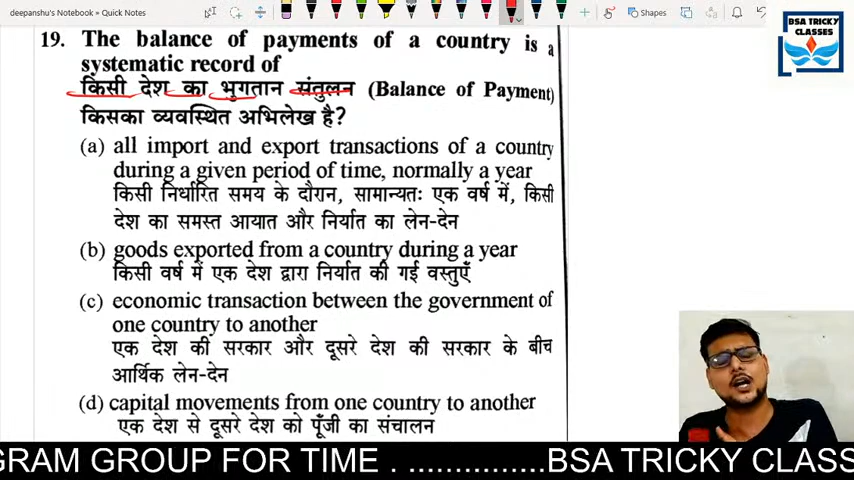 deepanshu's Notebook » Quick Notes
Shapes
BSA TRICKY
CLASSES
19. The balance of payments of a country is a
systematic record of
किसी देश का भुगतान संतुलन (Balance of Payment)
किसका व्यवस्थित अभिलेख है?
(a) all import and export transactions of a country
during a given period of time, normally a year
किसी निर्धारित समय के दौरान, सामान्यतः एक वर्ष में, किसी
देश का समस्त आयात और निर्यात का लेन-देन
(b) goods exported from a country during a year
किसी वर्ष में एक देश द्वारा निर्यात की गई वस्तुएँ
(c) economic transaction between the government of
one country to another
एक देश की सरकार और दूसरे देश की सरकार के बीच
आर्थिक लेन-देन
(d) capital movements from one country to another
एक देश से दूसरे देश को पूँजी का संचालन
GRAM GROUP FOR TIME . ...............BSA TRICKY CLASS